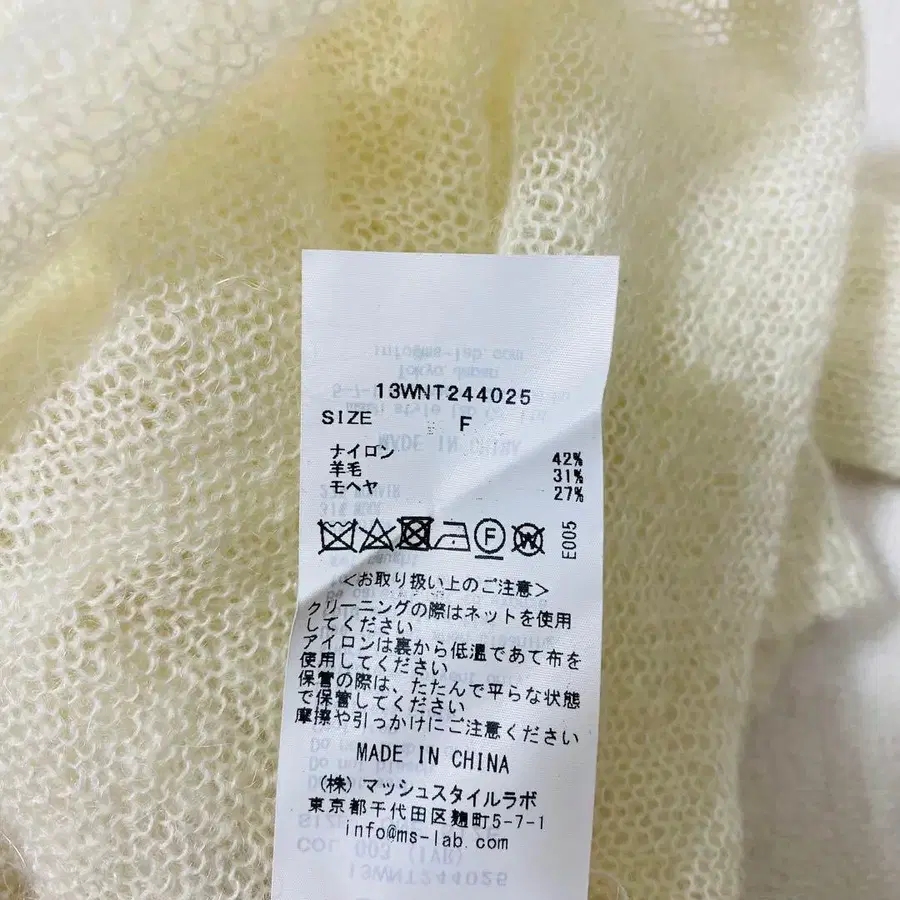 13WNT244025
SIZE F
ナイロン 42%
羊毛 31%
モヘヤ 27%
F W
E005
<お取り扱い上のご注意>
クリーニングの際はネットを使用
してください
アイロンは裏から低温であて布を
使用してください
保管の際は、たたんで平らな状態
で保管してください
摩擦や引っかけにご注意ください
MADE IN CHINA
(株) マッシュスタイルラボ
東京都千代田区麹町5-7-1
info@ms-lab.com